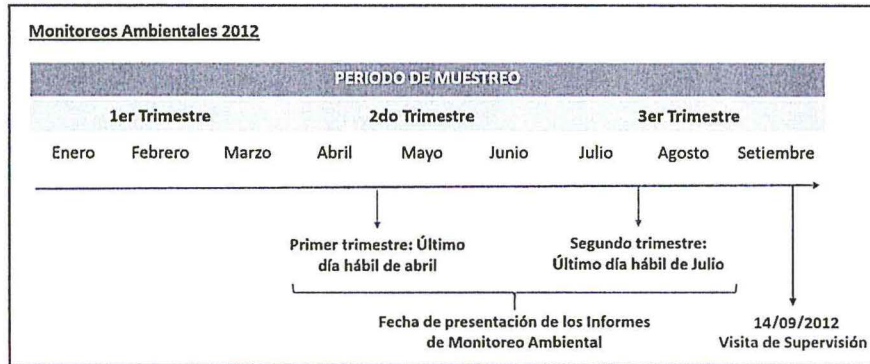 Monitoreos Ambientales 2012
PERIODO DE MUESTREO
1er Trimestre 2do Trimestre 3er Trimestre
Enero Febrero Marzo Abril Mayo Junio Julio Agosto Setiembre
Primer trimestre: Último
día hábil de abril
Segundo trimestre:
Último día hábil de Julio
Fecha de presentación de los Informes
de Monitoreo Ambiental
14/09/2012
Visita de Supervisión